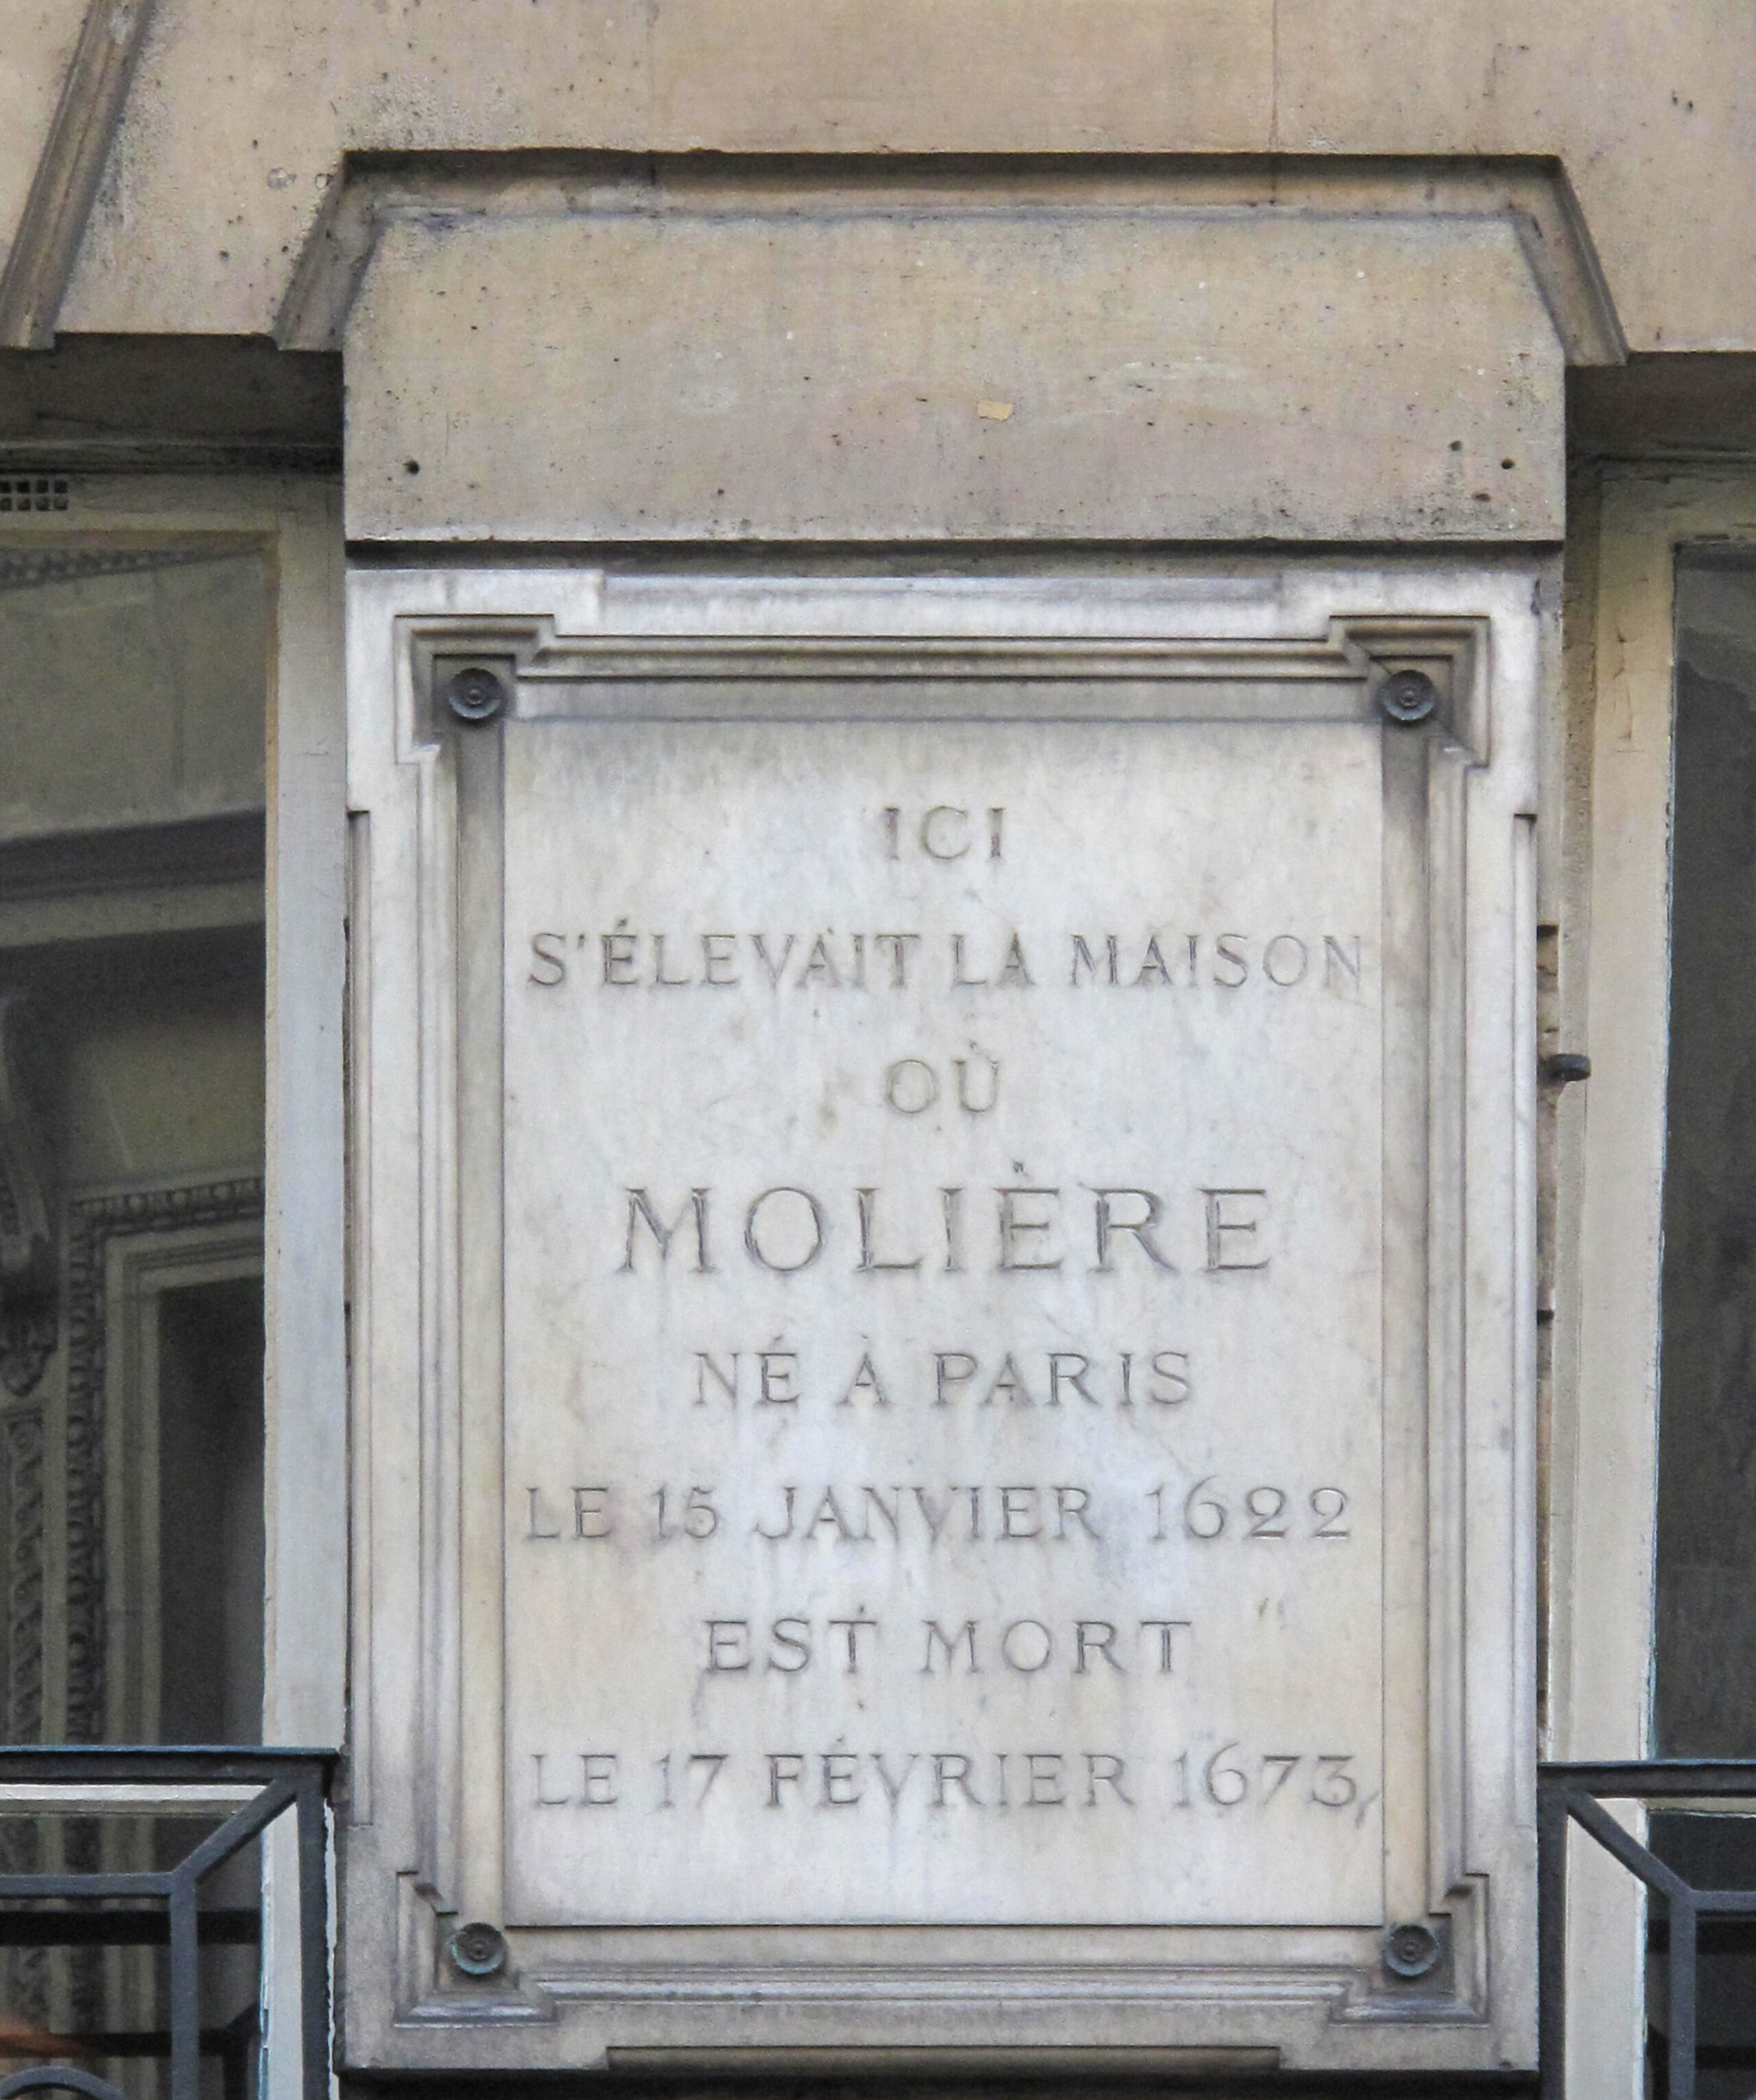 ICI
S'ÉLEVAIT LA MAISON
OÙ
MOLIÈRE
NÉ À PARIS
LE 15 JANVIER 1622
EST MORT
LE 17 FÉVRIER 1673